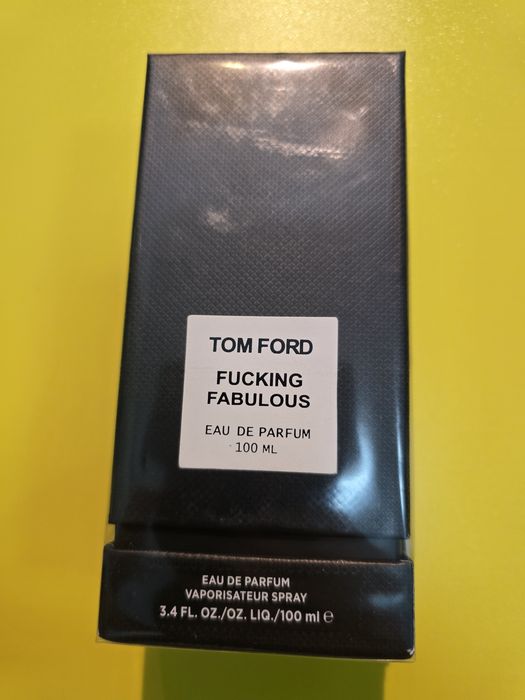 TOM FORD
FUCKING
FABULOUS
EAU DE PARFUM
100 ML
EAU DE PARFUM
VAPORISATEUR SPRAY
3.4 FL. OZ./OZ. LIQ./100 ml ℮